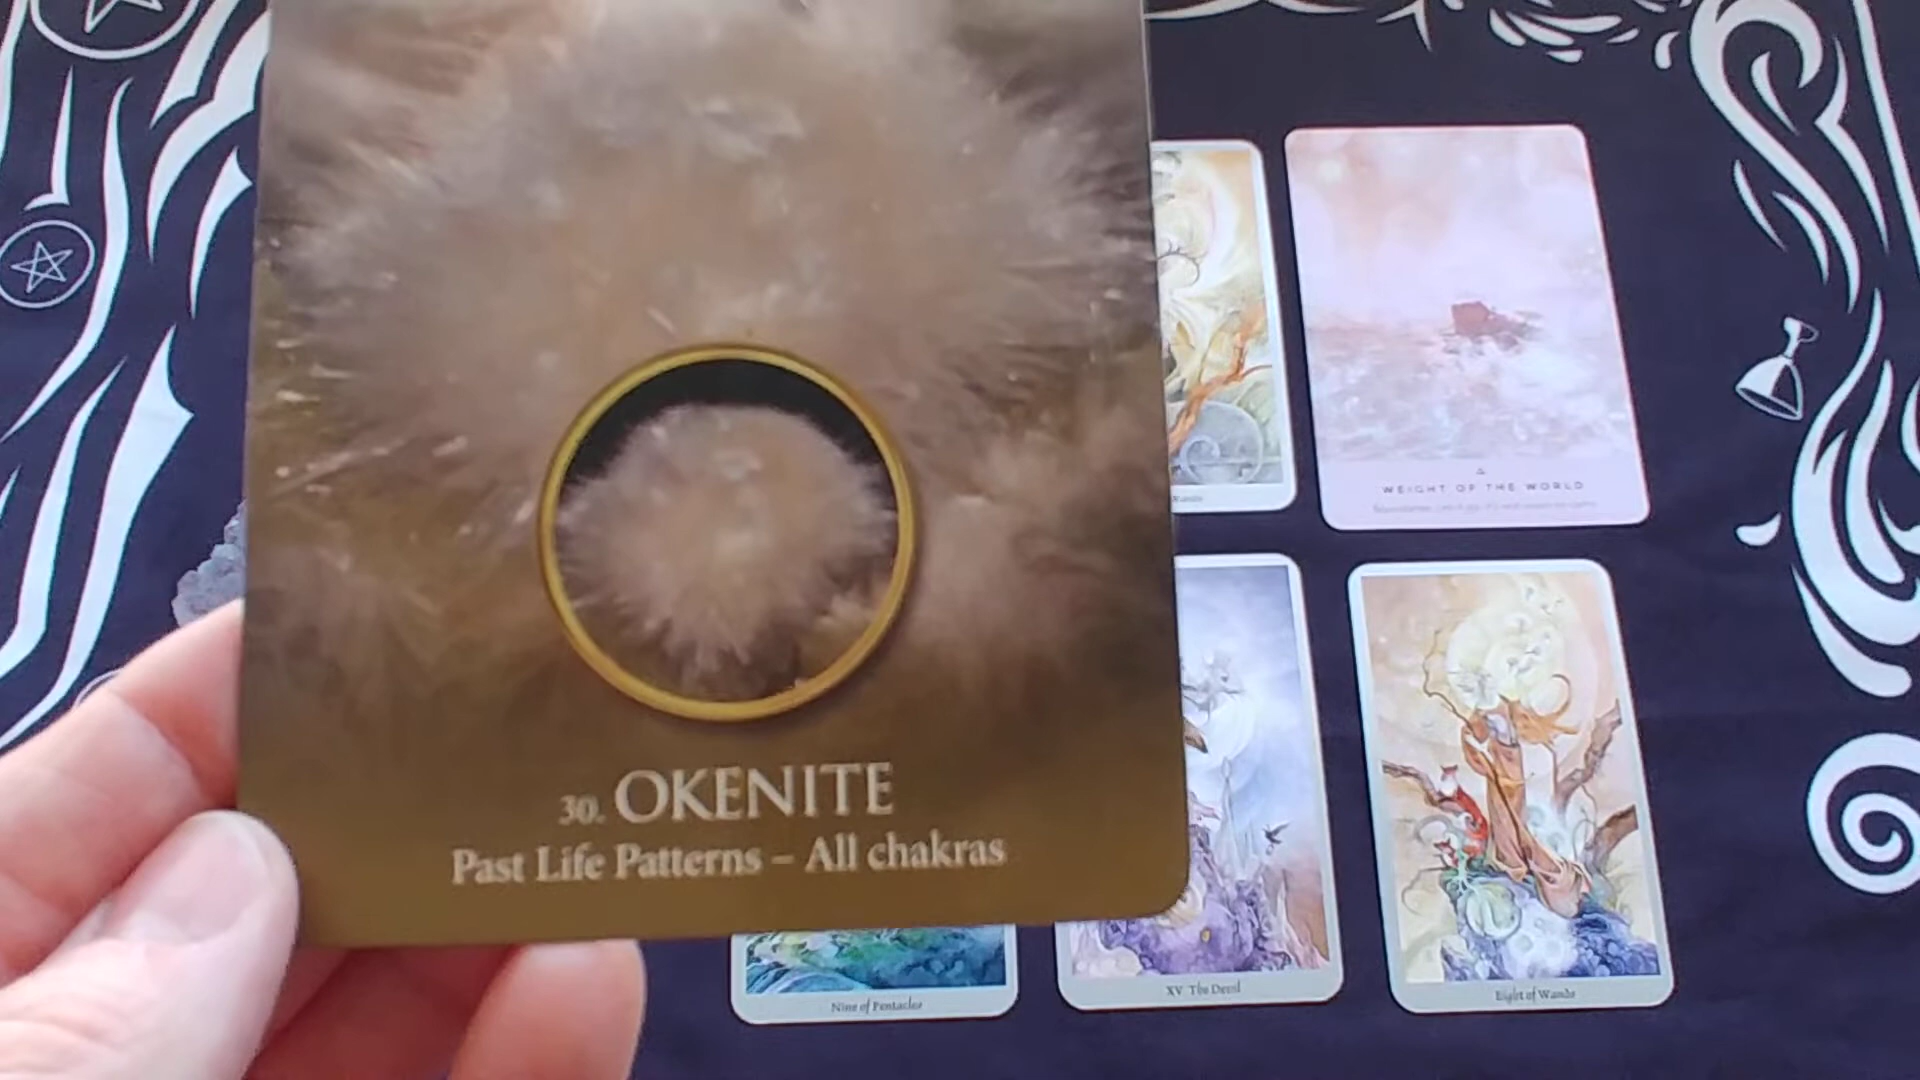 30. OKENITE
Past Life Patterns – All chakras
Wands
WEIGHT OF THE WORLD
Nine of Pentacles
XV The Devil
Eight of Wands